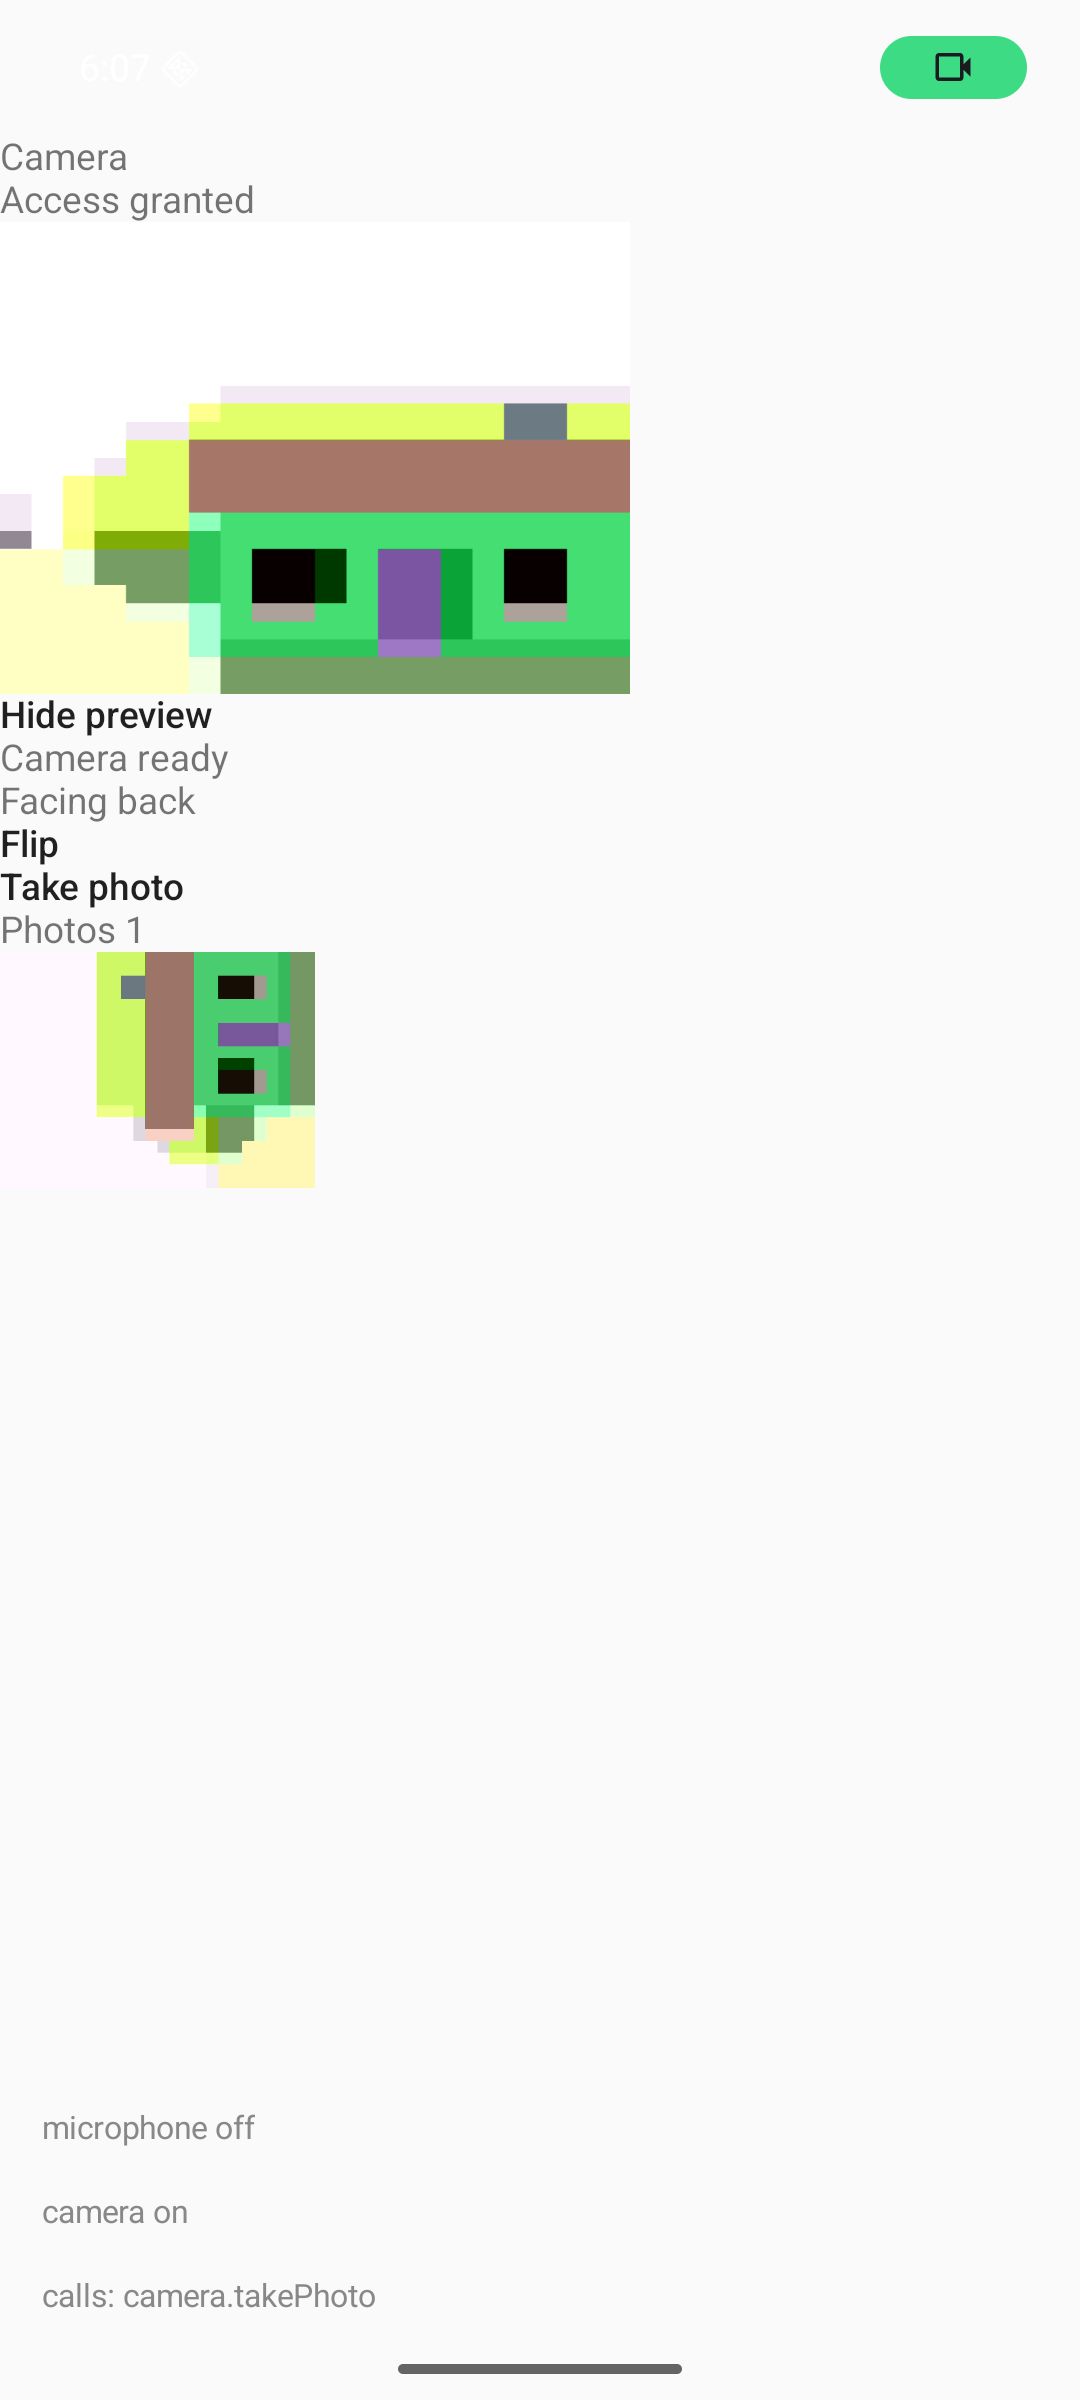 6:07
Camera
Access granted
Hide preview
Camera ready
Facing back
Flip
Take photo
Photos 1
microphone off
camera on
calls: camera.takePhoto